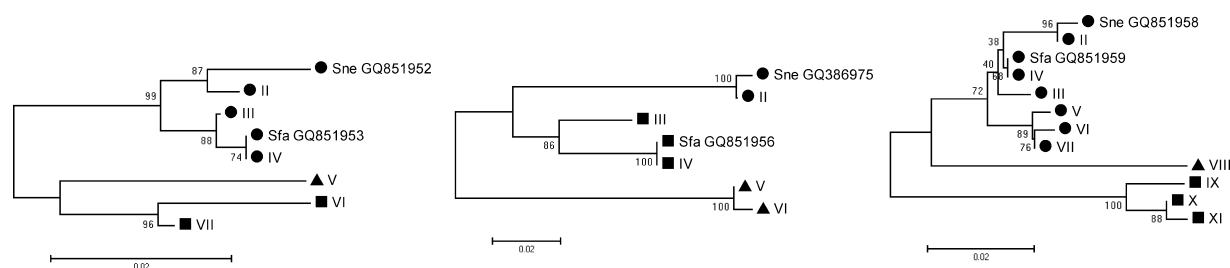 87
Sne GQ851952
II
99
III
88
Sfa GQ851953
74
IV
V
VI
96
VII
0.02
100
Sne GQ386975
II
III
86
Sfa GQ851956
100
IV
V
100
VI
0.02
96
Sne GQ851958
38
II
Sfa GQ851959
40
68
IV
72
III
V
89
VI
76
VII
VIII
IX
100
X
88
XI
0.02